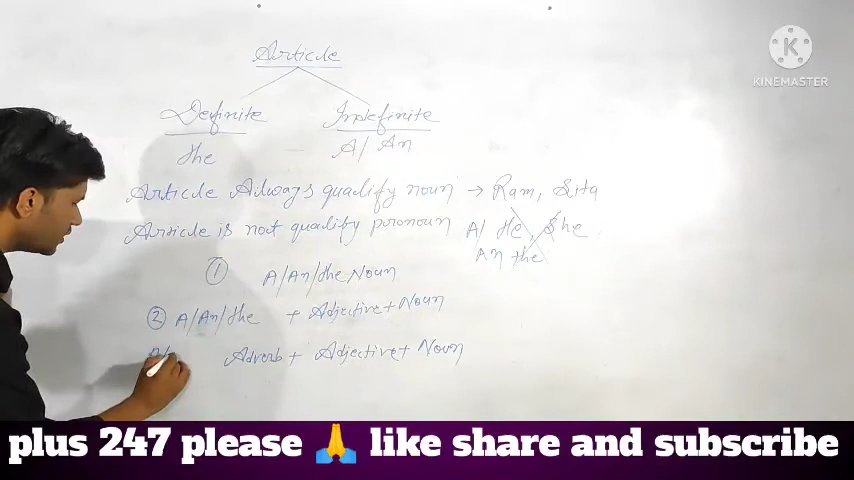 Article
Definite Indefinite
The A/ An
Article Always qualify noun → Ram, Sita
Article is not qualify pronoun A/ He, She
An the
① A/An/the Noun
② A/An/the + Adjective + Noun
A/ Adverb + Adjective + Noun
KINEMASTER
plus 247 please 🙏 like share and subscribe